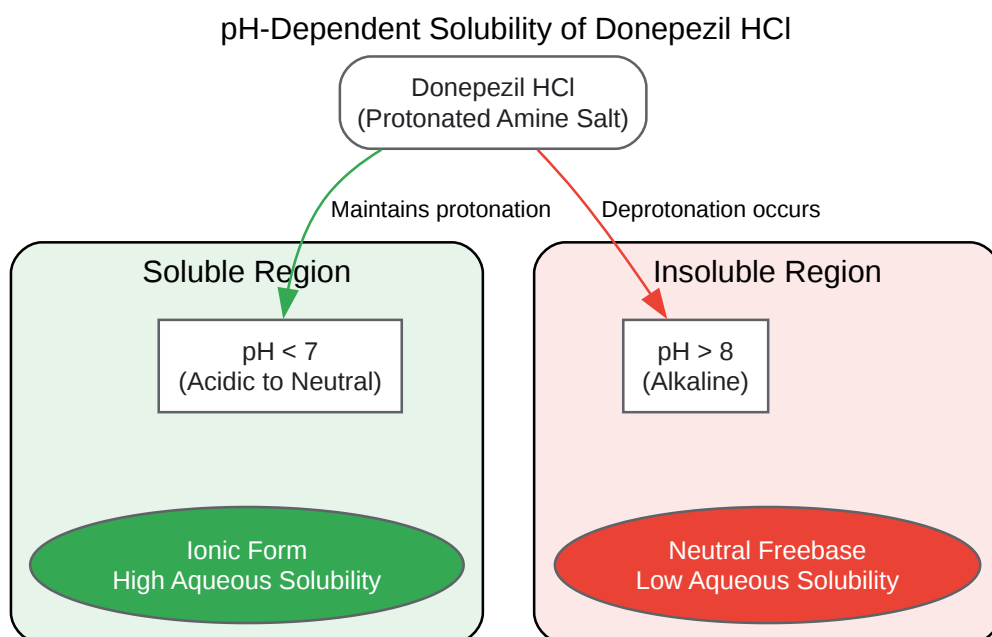 pH-Dependent Solubility of Donepezil HCl
Donepezil HCl
(Protonated Amine Salt)
Maintains protonation
Deprotonation occurs
Soluble Region
pH < 7
(Acidic to Neutral)
Ionic Form
High Aqueous Solubility
Insoluble Region
pH > 8
(Alkaline)
Neutral Freebase
Low Aqueous Solubility